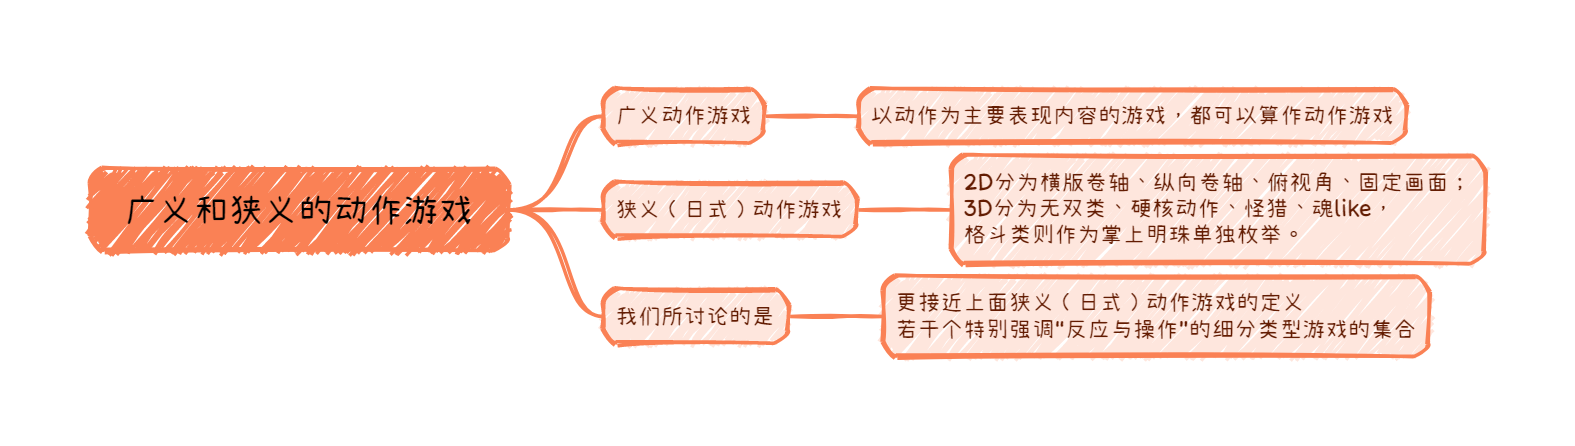 广义和狭义的动作游戏
广义动作游戏
以动作为主要表现内容的游戏，都可以算作动作游戏
狭义（日式）动作游戏
2D分为横版卷轴、纵向卷轴、俯视角、固定画面；
3D分为无双类、硬核动作、怪猎、魂like，
格斗类则作为掌上明珠单独枚举。
我们所讨论的是
更接近上面狭义（日式）动作游戏的定义
若干个特别强调"反应与操作"的细分类型游戏的集合